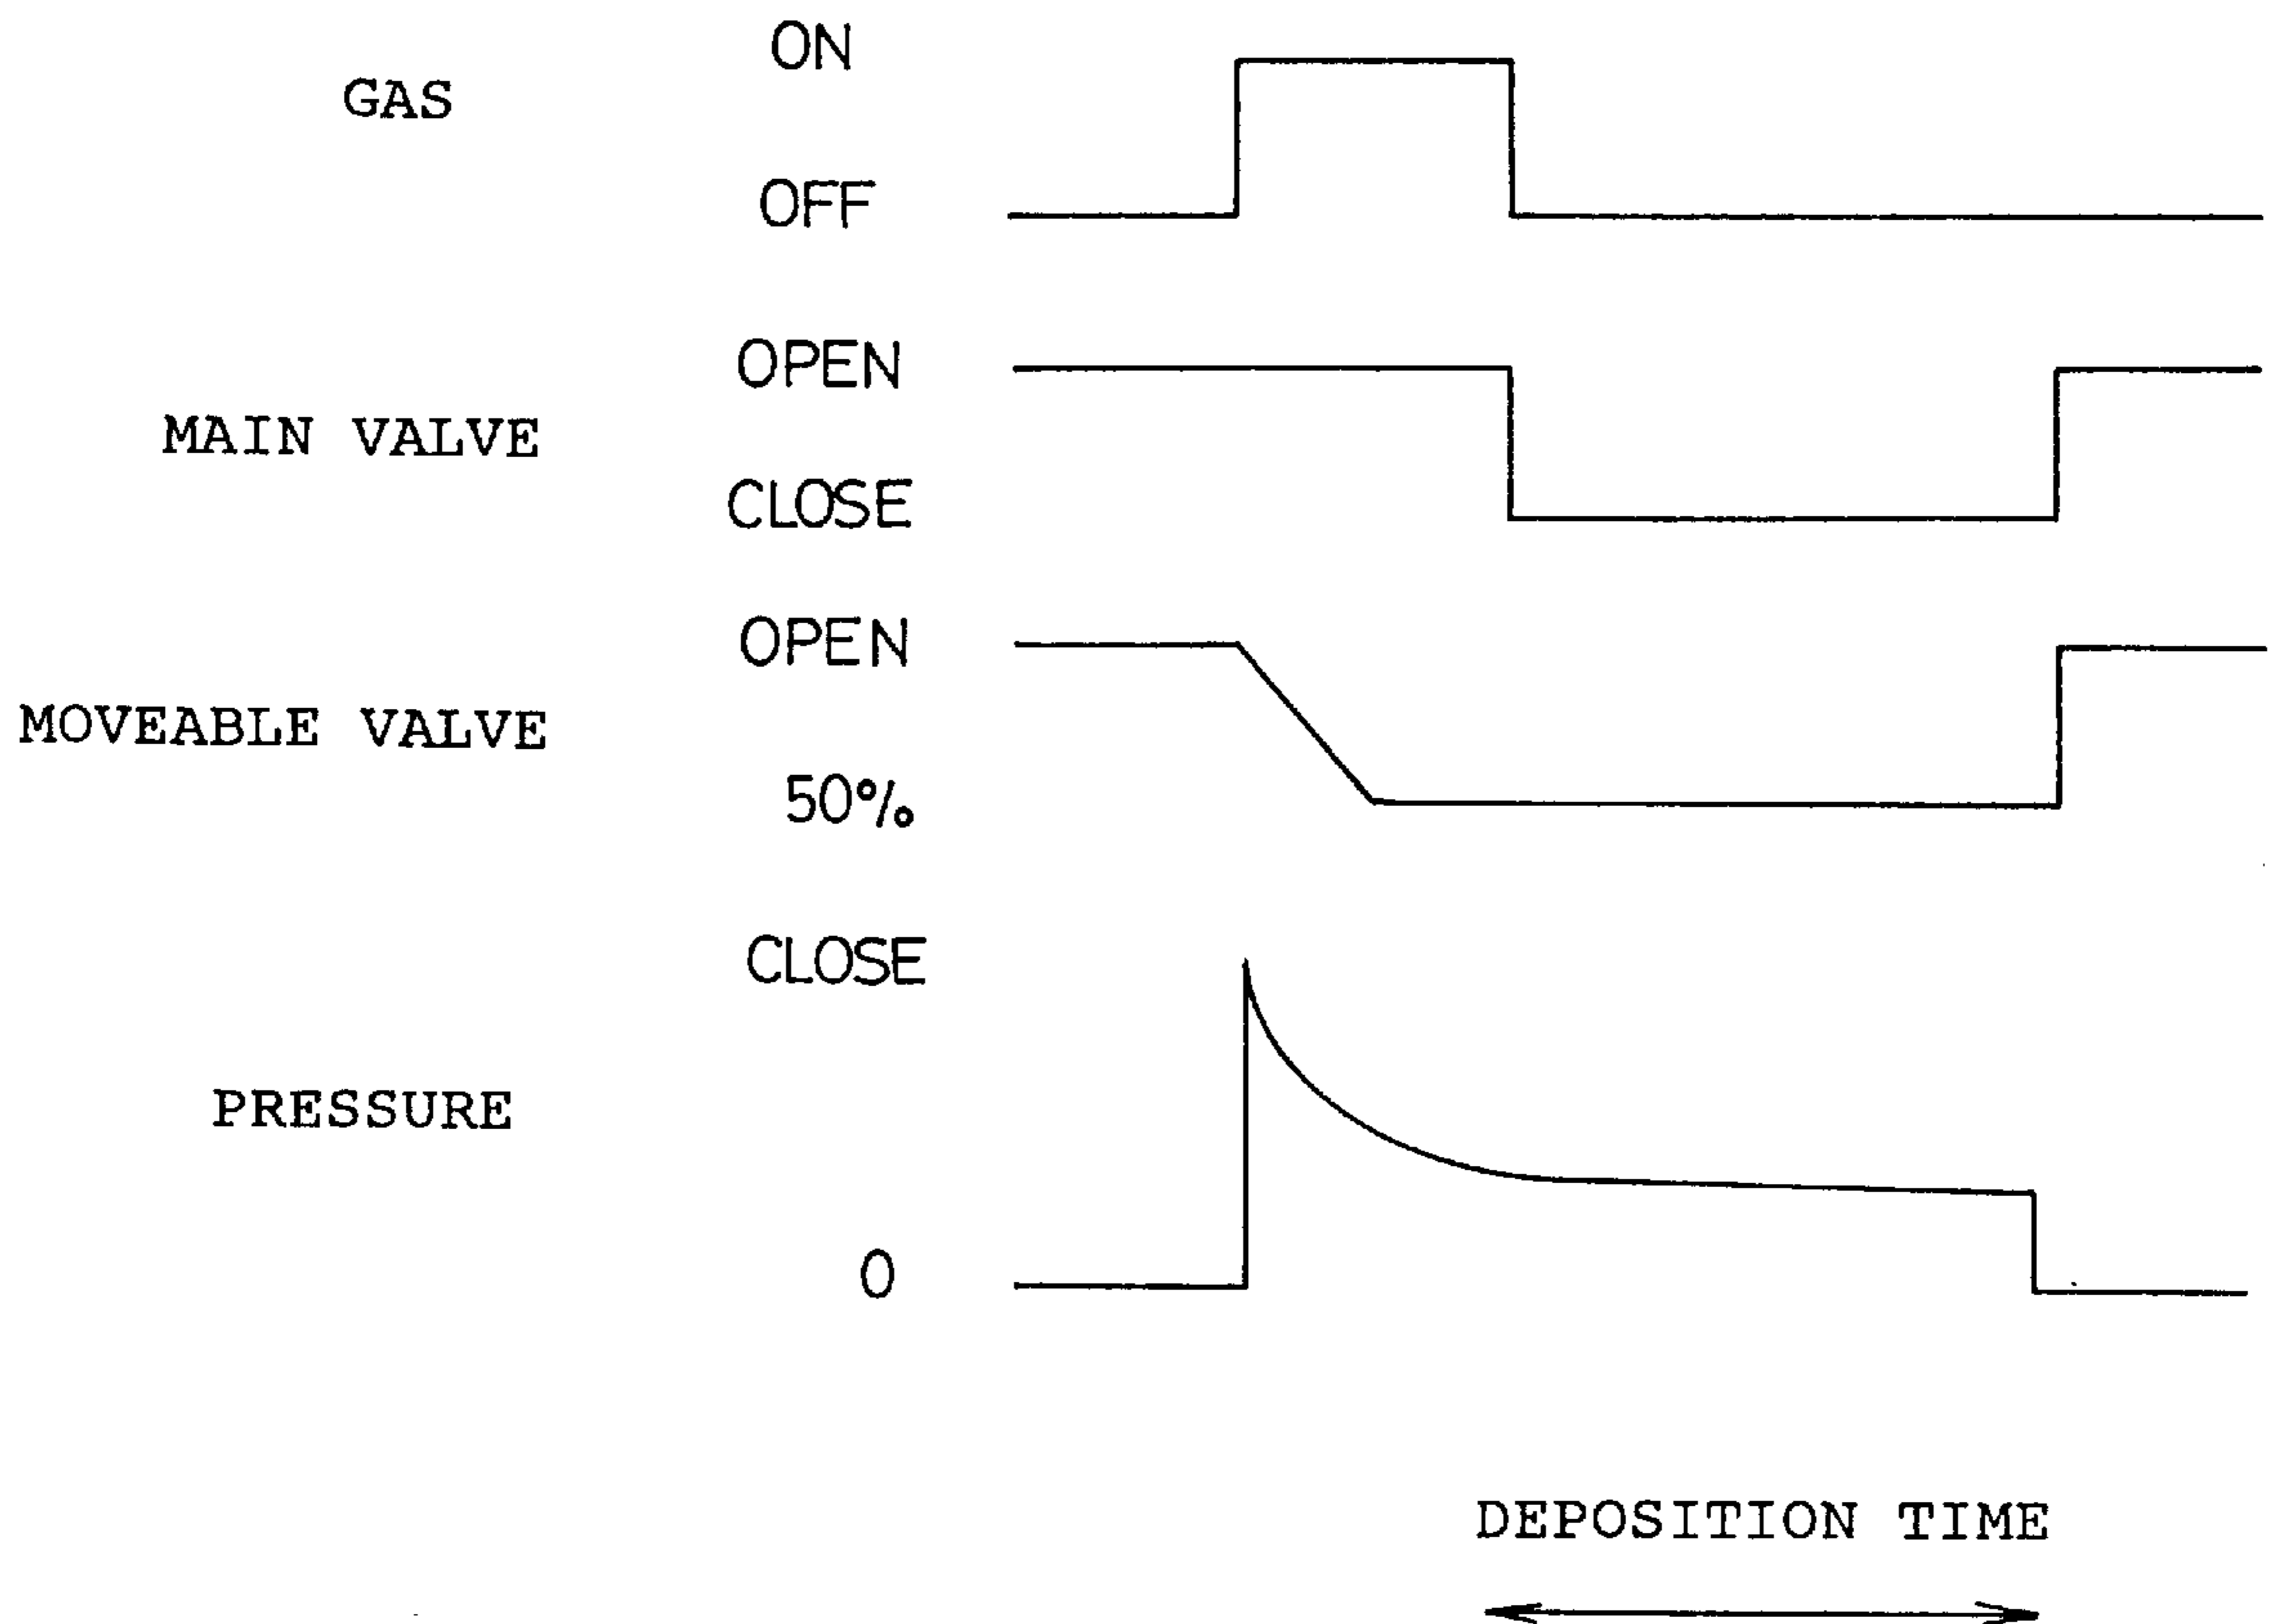 ON
GAS
OFF
OPEN
MAIN VALVE
CLOSE
OPEN
MOVEABLE VALVE
50%
CLOSE
PRESSURE
0
DEPOSITION TIME